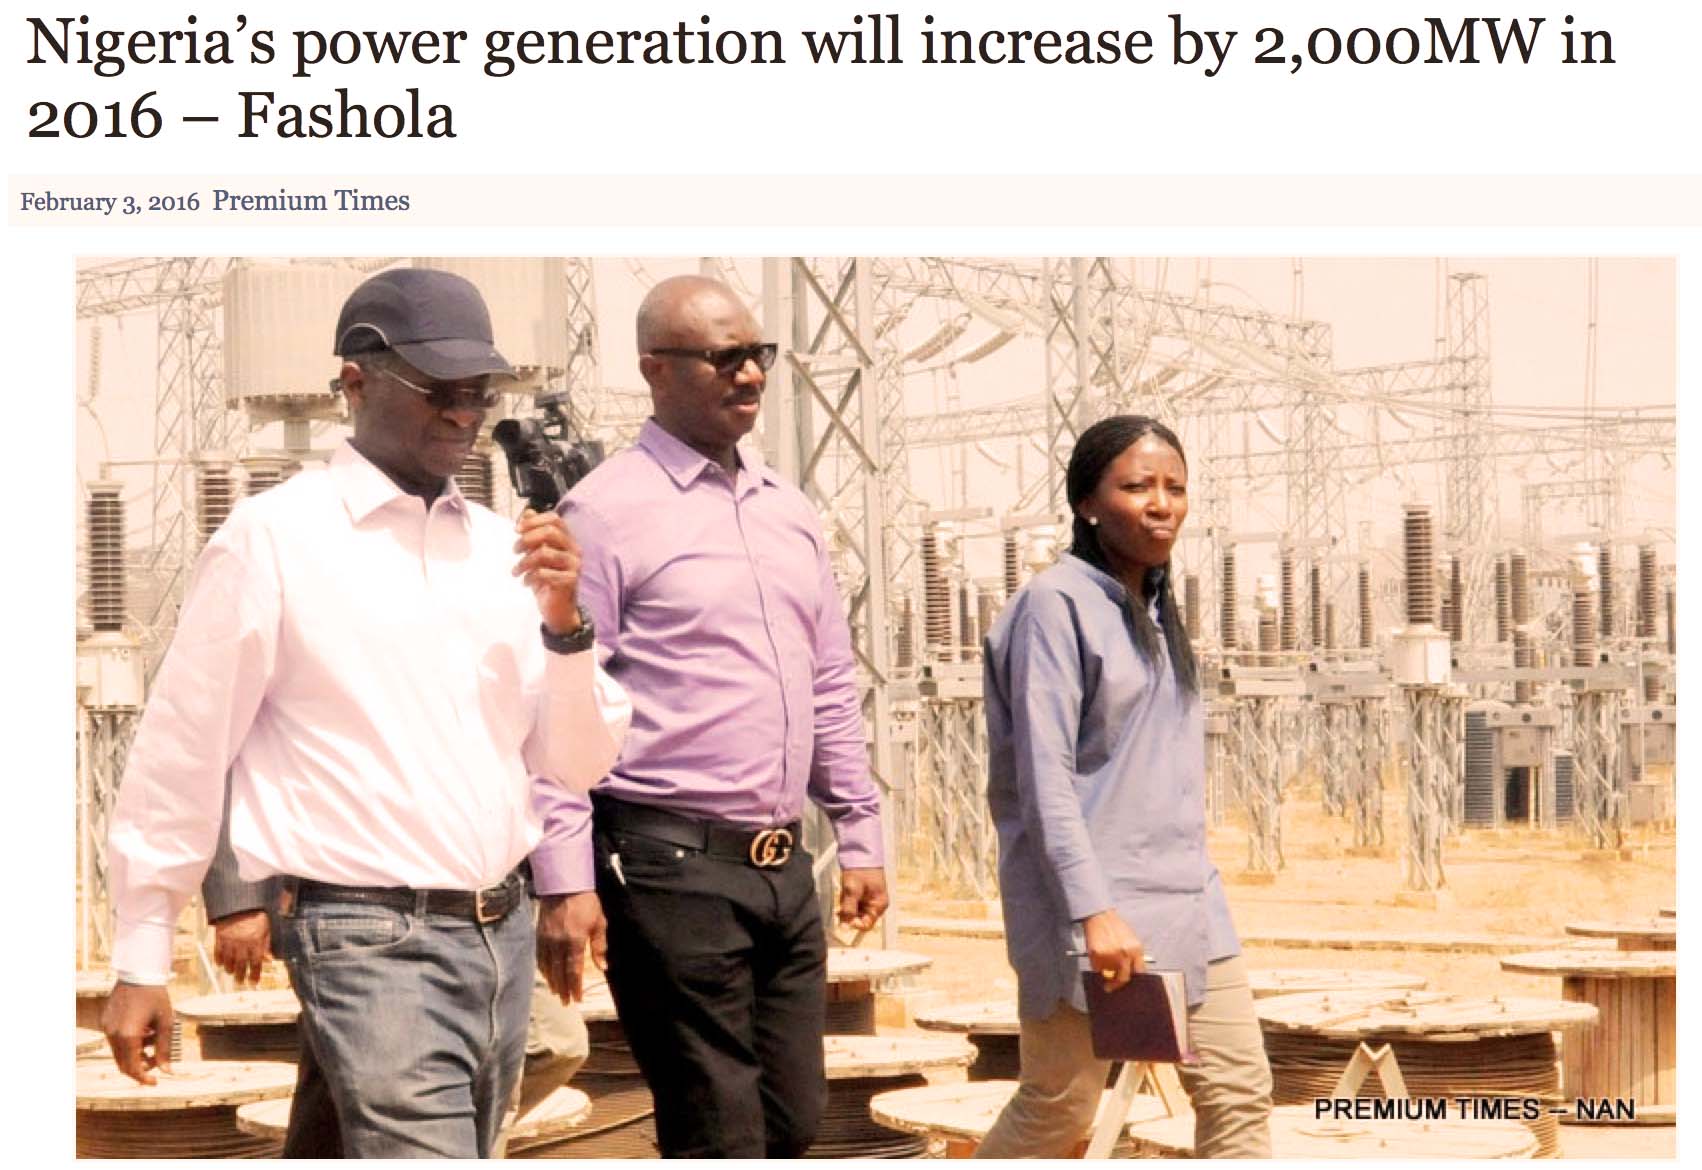 Nigeria’s power generation will increase by 2,000MW in
2016 – Fashola
February 3, 2016 Premium Times
PREMIUM TIMES – NAN